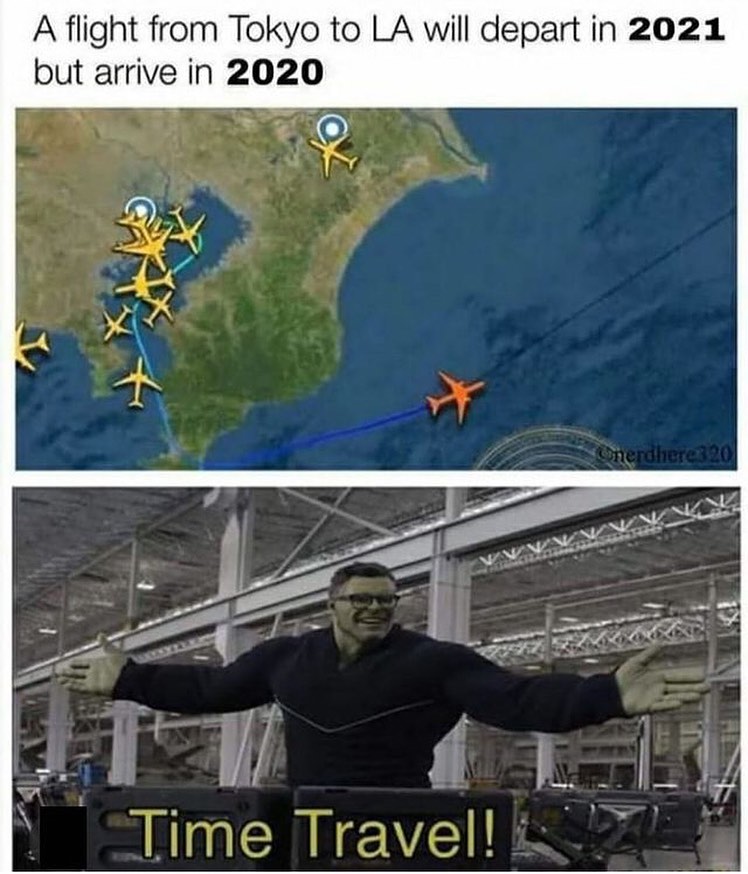 A flight from Tokyo to LA will depart in 2021
but arrive in 2020
@nerdhere320
Time Travel!